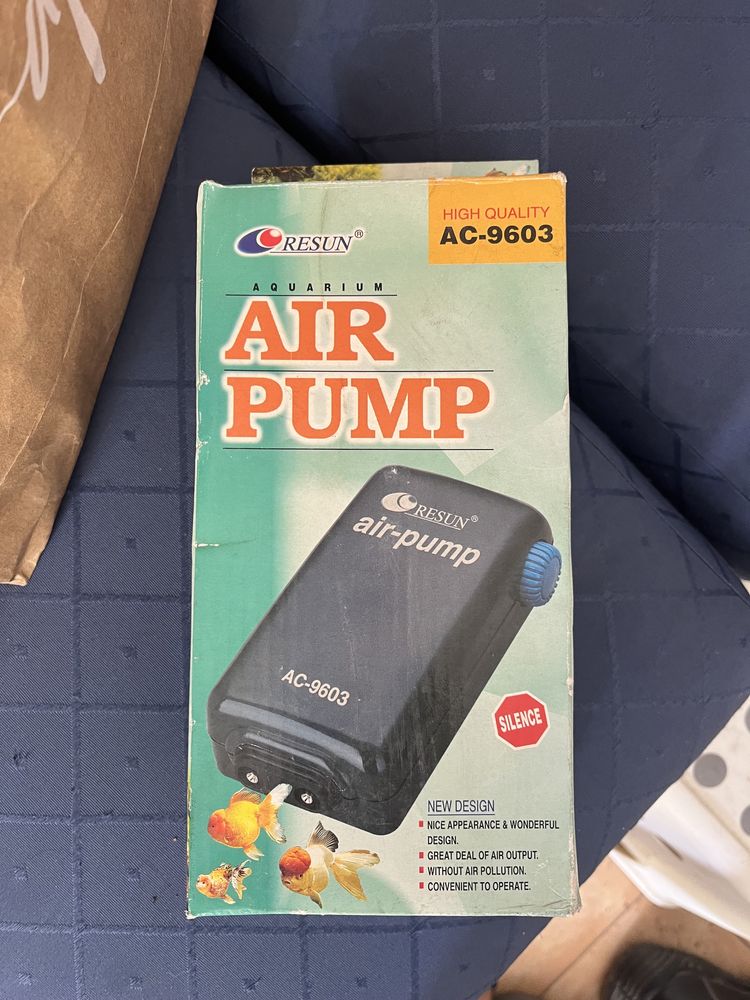 RESUN®
HIGH QUALITY
AC-9603
AQUARIUM
AIR
PUMP
RESUN®
air-pump
AC-9603
SILENCE
NEW DESIGN
NICE APPEARANCE & WONDERFUL
DESIGN.
GREAT DEAL OF AIR OUTPUT.
WITHOUT AIR POLLUTION.
CONVENIENT TO OPERATE.